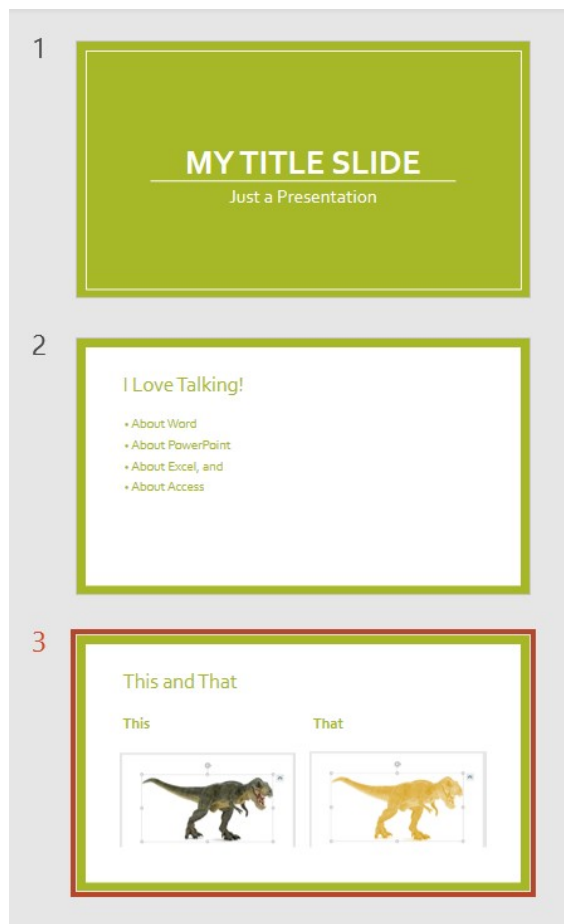 1
MY TITLE SLIDE
Just a Presentation
2
I Love Talking!
• About Word
• About PowerPoint
• About Excel, and
• About Access
3
This and That
This That